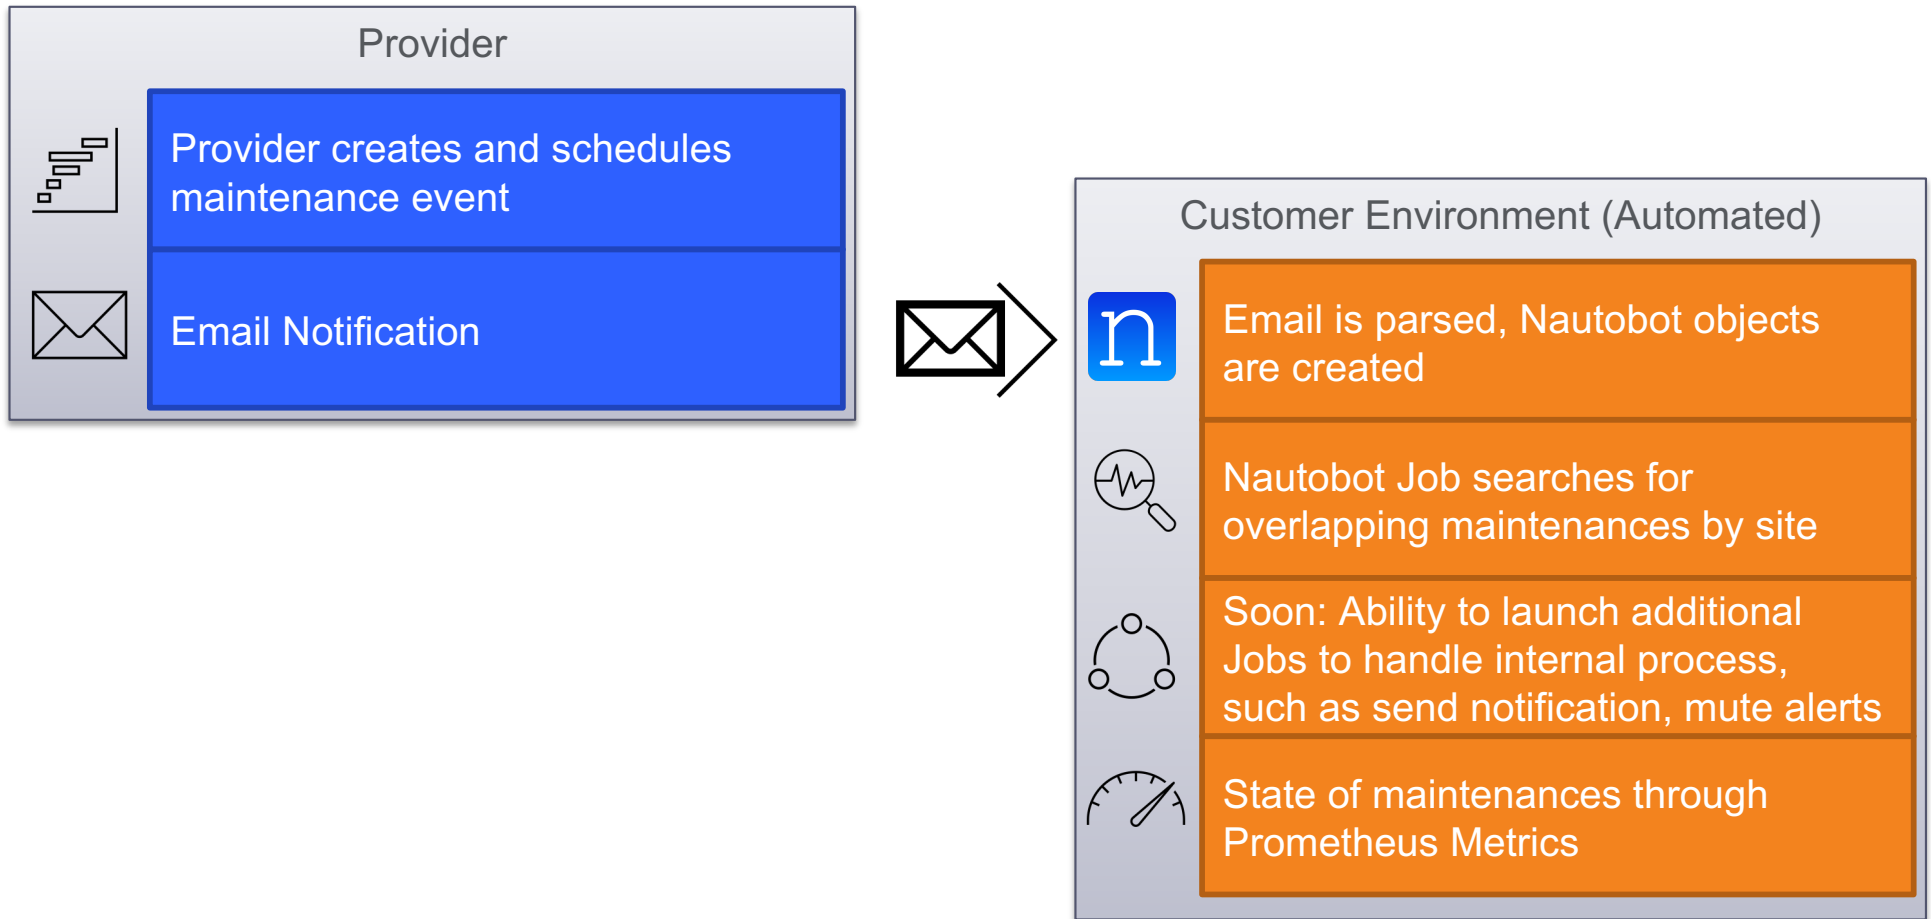 Provider
Provider creates and schedules
maintenance event
Email Notification
Customer Environment (Automated)
n
Email is parsed, Nautobot objects
are created
Nautobot Job searches for
overlapping maintenances by site
Soon: Ability to launch additional
Jobs to handle internal process,
such as send notification, mute alerts
State of maintenances through
Prometheus Metrics